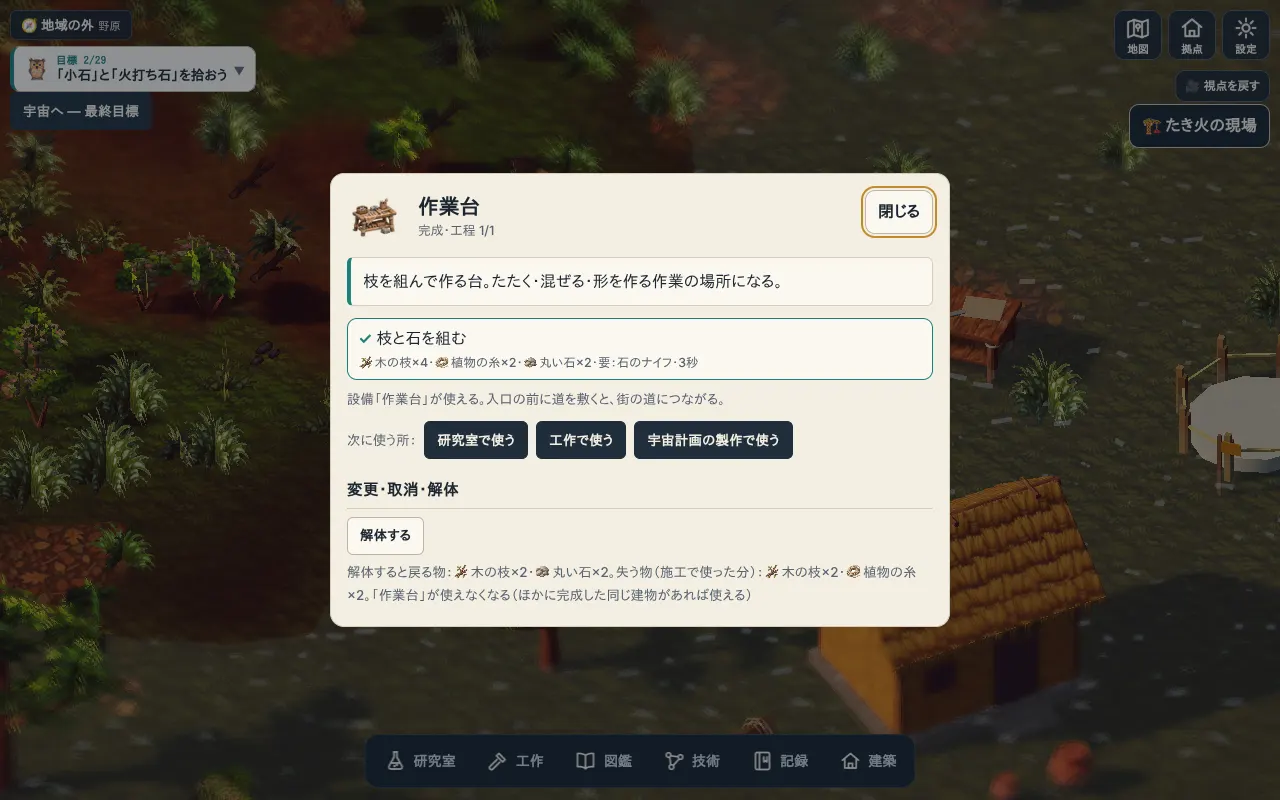 地域の外 野原
目標 2/29
「小石」と「火打ち石」を拾おう ▼
宇宙へ — 最終目標
地図
拠点
設定
視点を戻す
たき火の現場
作業台
完成・工程 1/1
閉じる
枝を組んで作る台。たたく・混ぜる・形を作る作業の場所になる。
枝と石を組む
木の枝×4・植物の糸×2・丸い石×2・要:石のナイフ・3秒
設備「作業台」が使える。入口の前に道を敷くと、街の道につながる。
次に使う所: 研究室で使う 工作で使う 宇宙計画の製作で使う
変更・取消・解体
解体する
解体すると戻る物: 木の枝×2・丸い石×2。失う物(施工で使った分): 木の枝×2・植物の糸
×2。「作業台」が使えなくなる(ほかに完成した同じ建物があれば使える)
研究室 工作 図鑑 技術 記録 建築